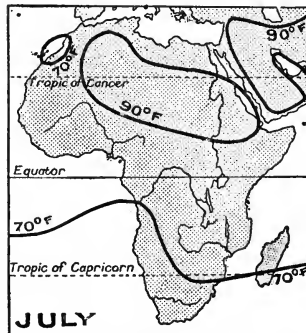 90°F
70°F
Tropic of Cancer
90°F
Equator
70°F
Tropic of Capricorn
70°F
JULY